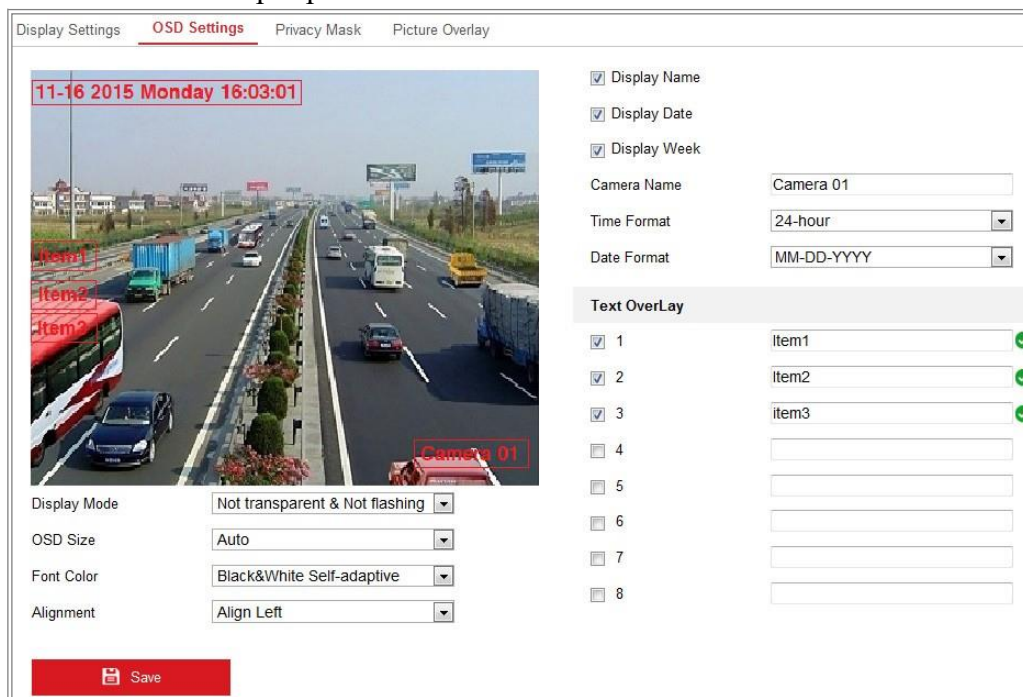 Display Settings OSD Settings Privacy Mask Picture Overlay
11-16 2015 Monday 16:03:01
Item1
Item2
Item3
Camera 01
Display Mode Not transparent & Not flashing
OSD Size Auto
Font Color Black&White Self-adaptive
Alignment Align Left
Save
Display Name
Display Date
Display Week
Camera Name Camera 01
Time Format 24-hour
Date Format MM-DD-YYYY
Text OverLay
1 Item1
2 Item2
3 item3
4
5
6
7
8